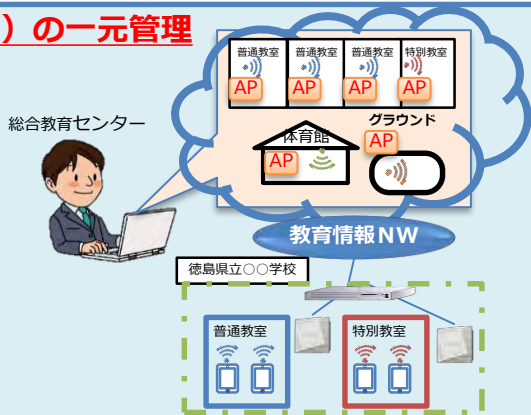 ）の一元管理
普通教室 普通教室 普通教室 特別教室
AP AP AP AP
総合教育センター
グラウンド
体育館
AP
AP
教育情報NW
徳島県立○○学校
普通教室
特別教室